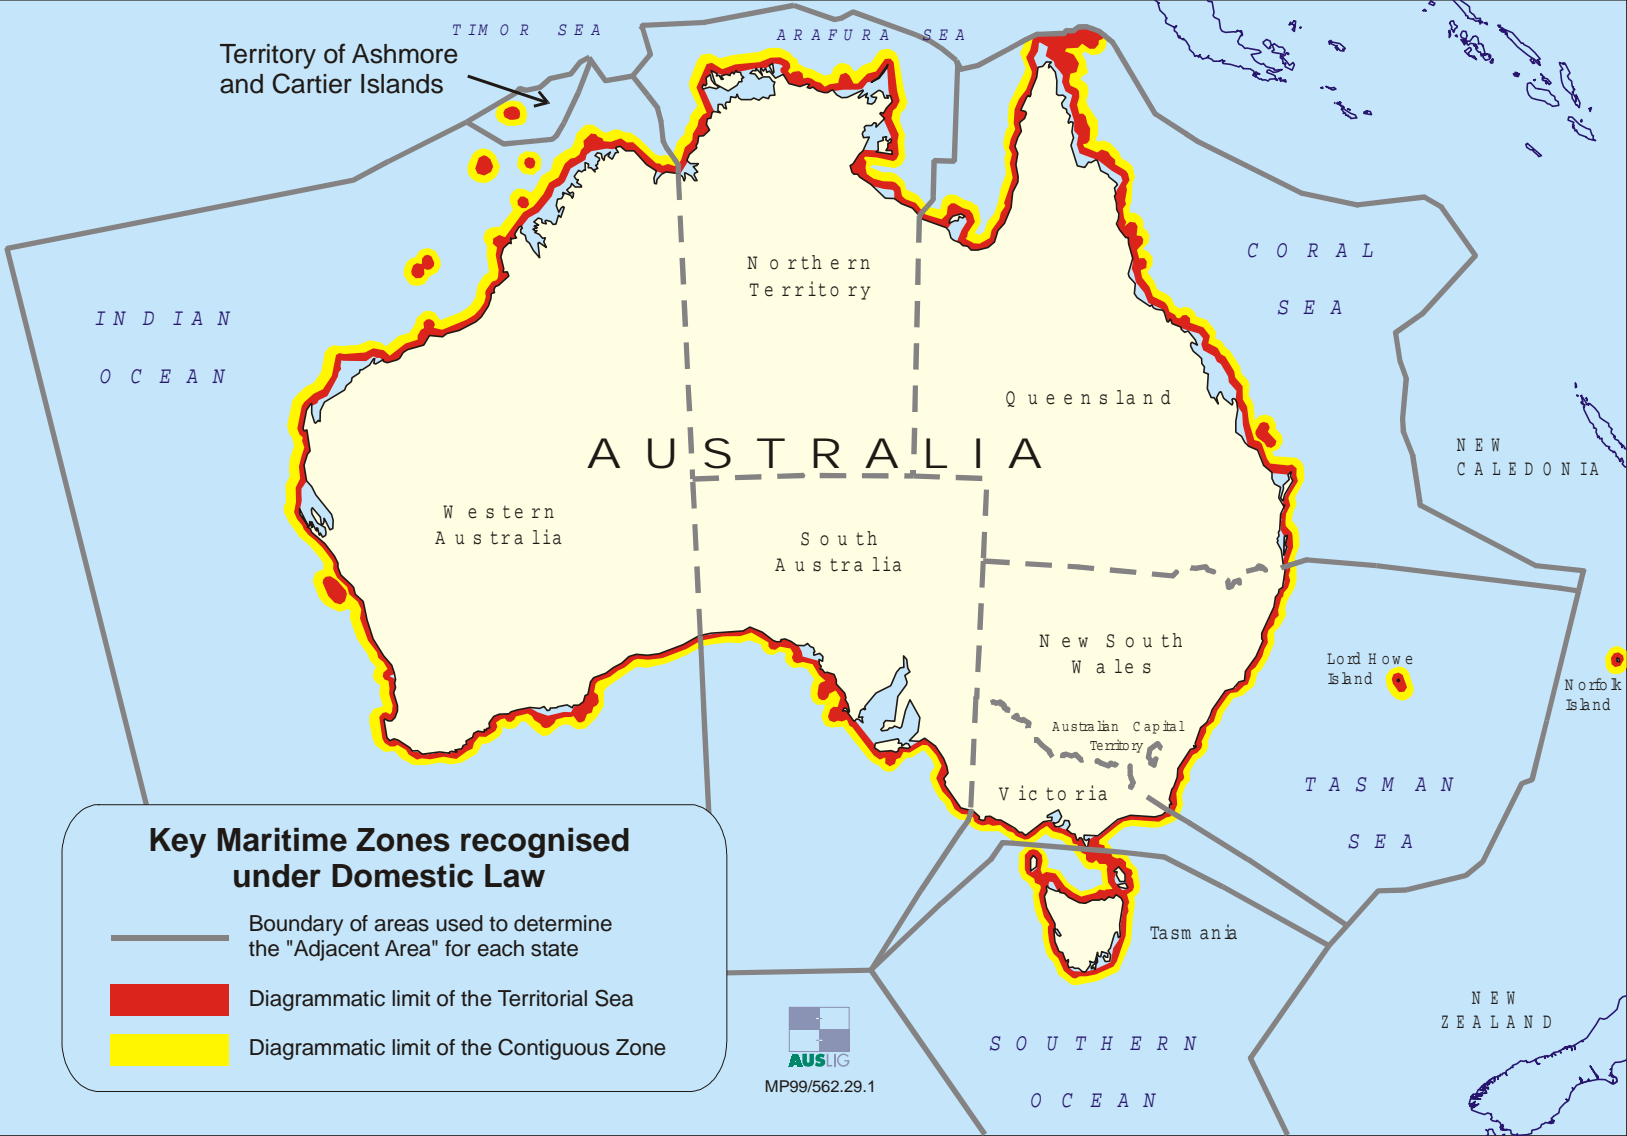 TIMOR SEA
ARAFURA SEA
Territory of Ashmore
and Cartier Islands
Northern
Territory
CORAL
SEA
INDIAN
OCEAN
Queensland
AUSTRALIA
NEW
CALEDONIA
Western
Australia
South
Australia
New South
Wales
Lord Howe
Island
Norfolk
Island
Australian Capital
Territory
Victoria
TASMAN
SEA
Key Maritime Zones recognised
under Domestic Law
Boundary of areas used to determine
the "Adjacent Area" for each state
Diagrammatic limit of the Territorial Sea
Diagrammatic limit of the Contiguous Zone
Tasmania
NEW
ZEALAND
SOUTHERN
OCEAN
AUSLIG
MP99/562.29.1